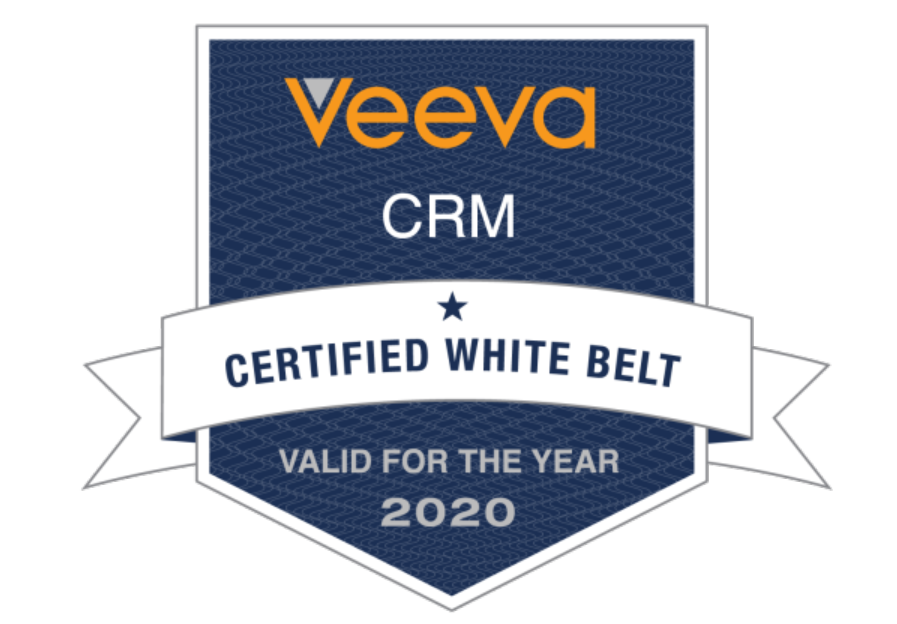 Veeva
CRM
CERTIFIED WHITE BELT
VALID FOR THE YEAR
2020